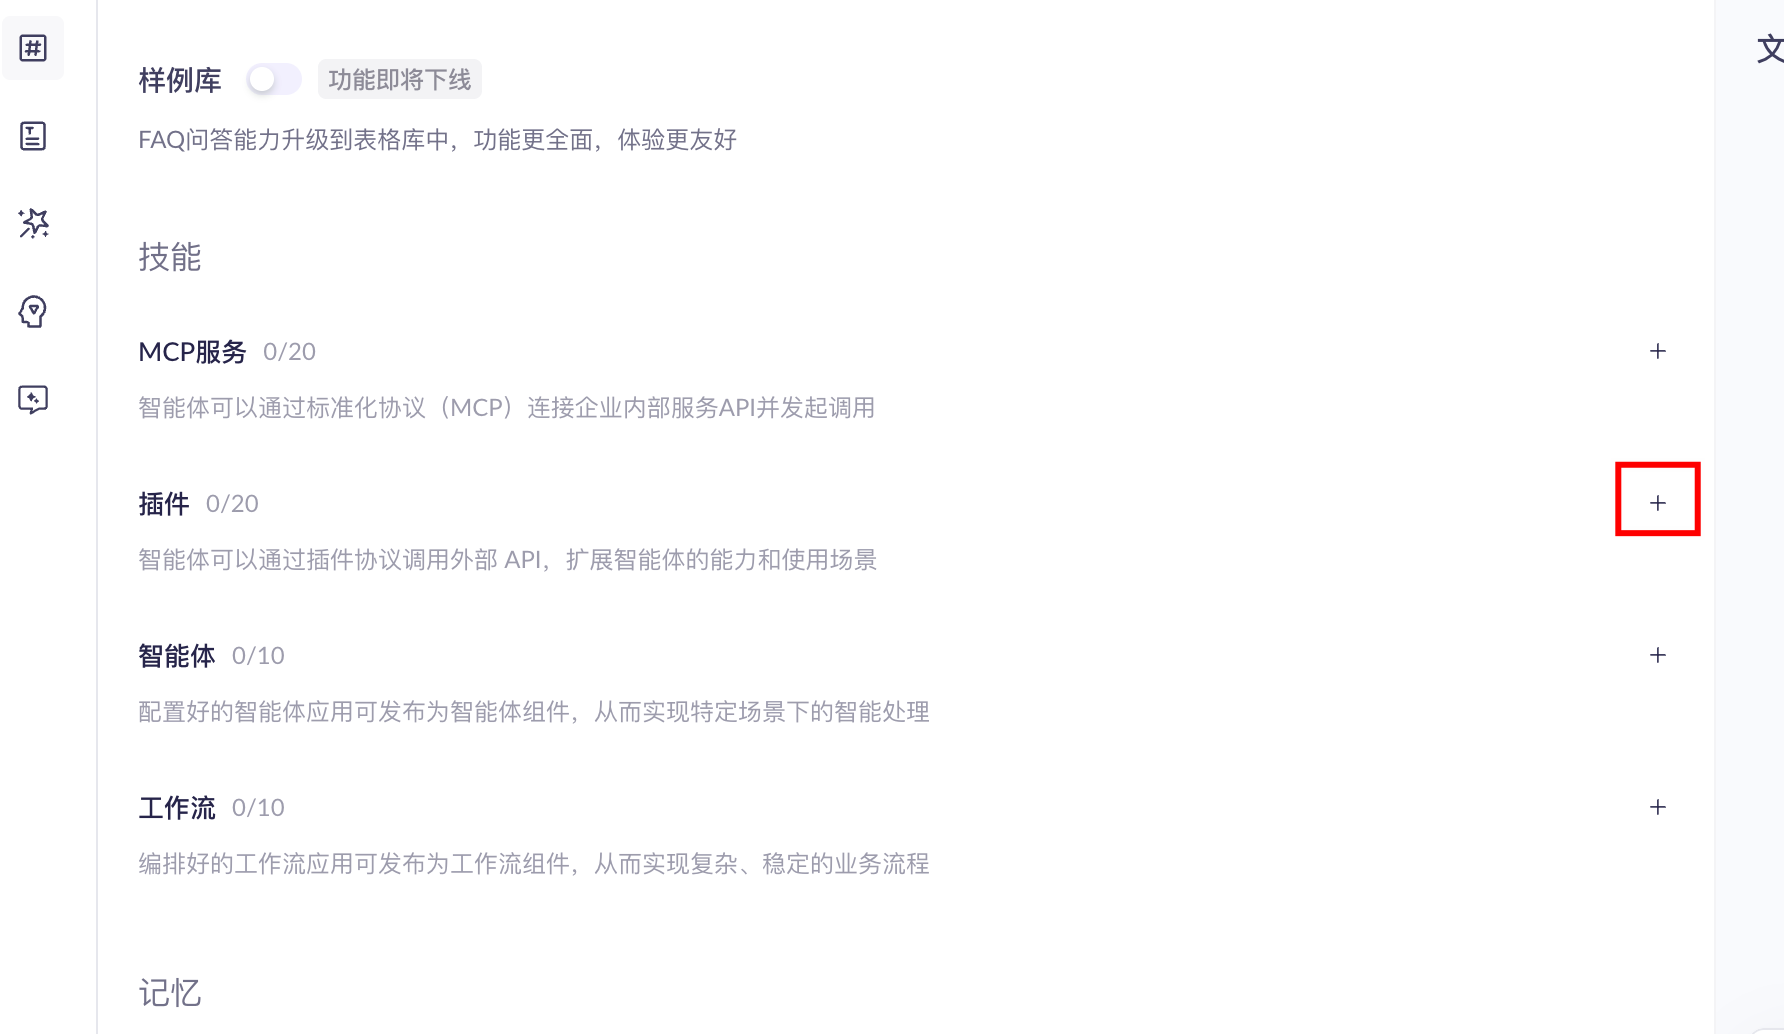 文
样例库 功能即将下线
FAQ问答能力升级到表格库中，功能更全面，体验更友好
技能
MCP服务 0/20 +
智能体可以通过标准化协议（MCP）连接企业内部服务API并发起调用
插件 0/20 +
智能体可以通过插件协议调用外部 API，扩展智能体的能力和使用场景
智能体 0/10 +
配置好的智能体应用可发布为智能体组件，从而实现特定场景下的智能处理
工作流 0/10 +
编排好的工作流应用可发布为工作流组件，从而实现复杂、稳定的业务流程
记忆